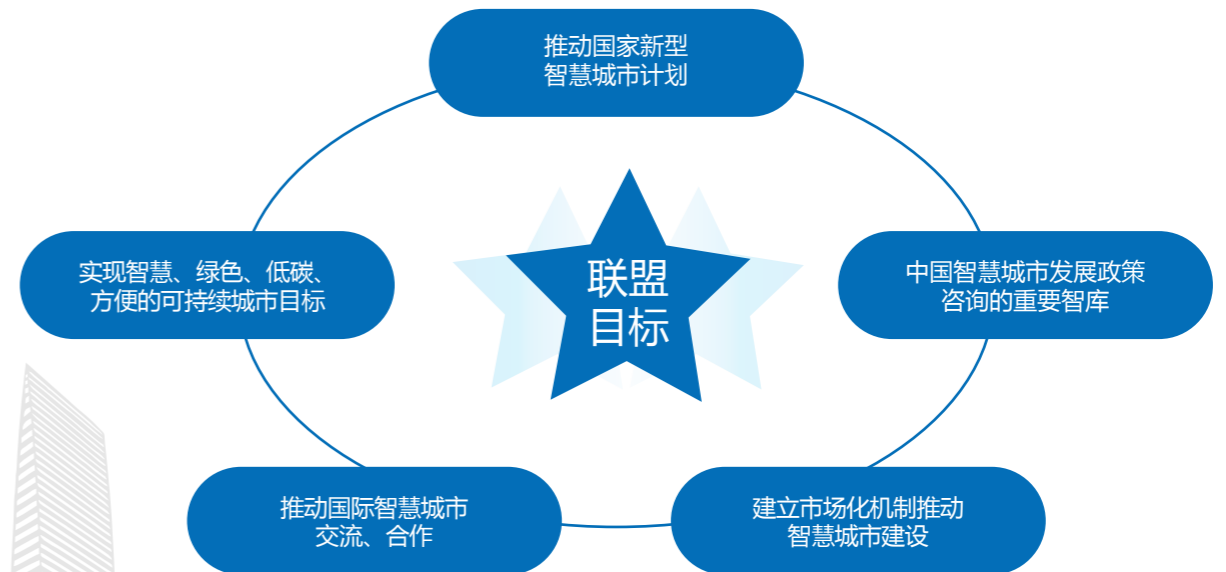 推动国家新型
智慧城市计划
实现智慧、绿色、低碳、
方便的可持续城市目标
联盟
目标
中国智慧城市发展政策
咨询的重要智库
推动国际智慧城市
交流、合作
建立市场化机制推动
智慧城市建设